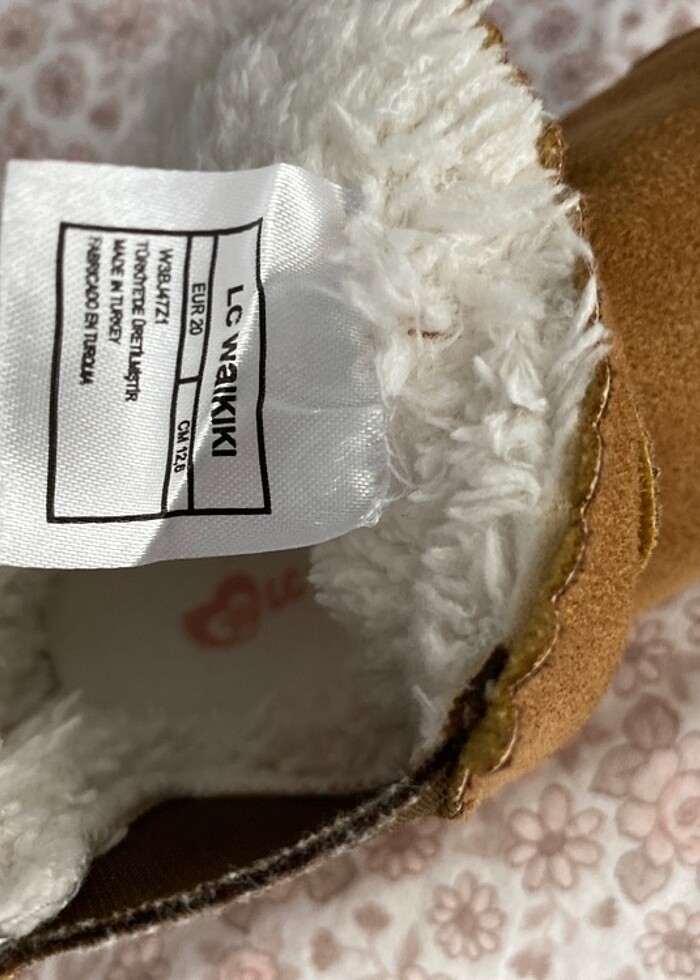 LC WAIKIKI
EUR 20
CM 12,6
W3BJ47Z1
TÜRKİYE'DE ÜRETİLMİŞTİR
MADE IN TURKEY
FABRICADO EN TURQUIA
LC